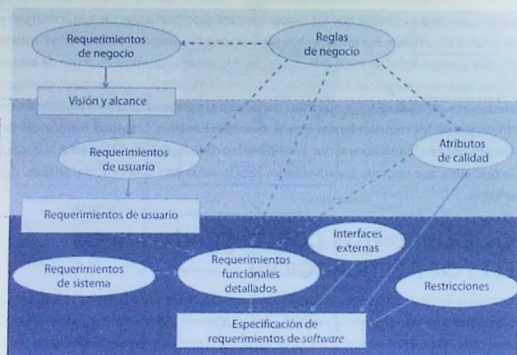 Requerimientos
de negocio
Reglas
de negocio
Visión y alcance
Requerimientos
de usuario
Atributos
de calidad
Requerimientos de usuario
Interfaces
externas
Requerimientos
de sistema
Requerimientos
funcionales
detallados
Restricciones
Especificación de
requerimientos de software